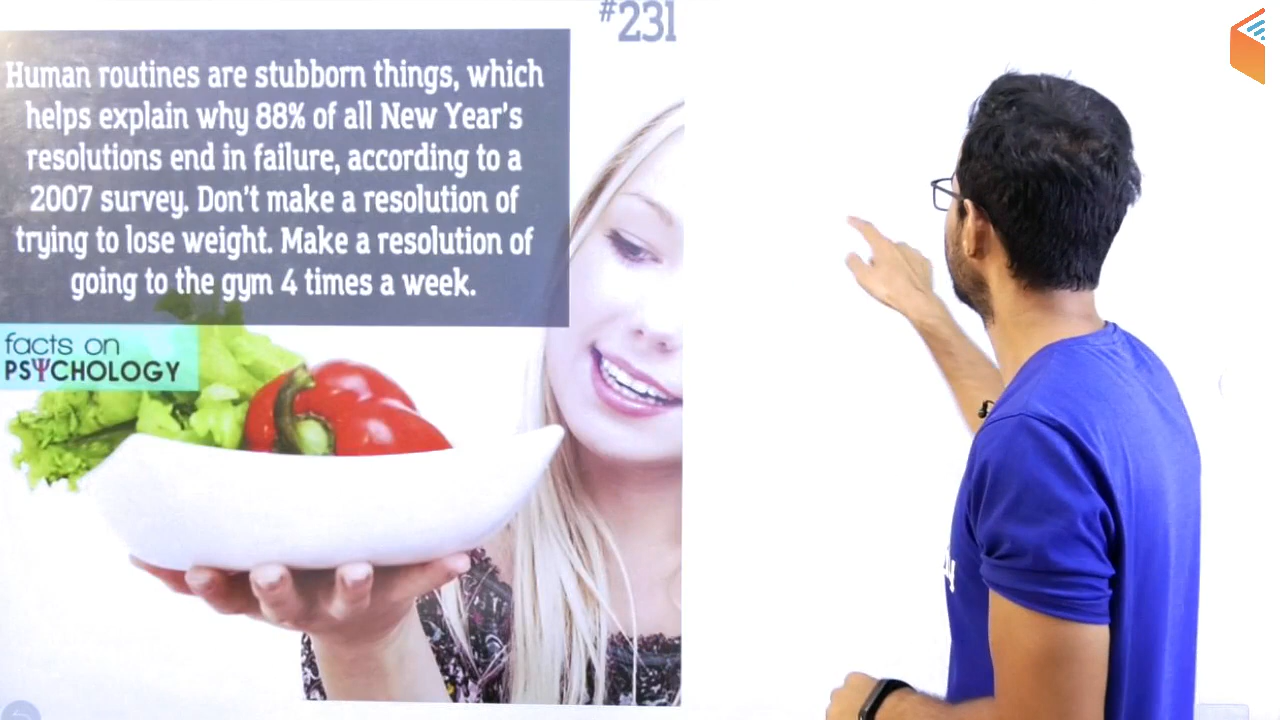 #231
Human routines are stubborn things, which
helps explain why 88% of all New Year's
resolutions end in failure, according to a
2007 survey. Don't make a resolution of
trying to lose weight. Make a resolution of
going to the gym 4 times a week.
facts on
PSΨCHOLOGY